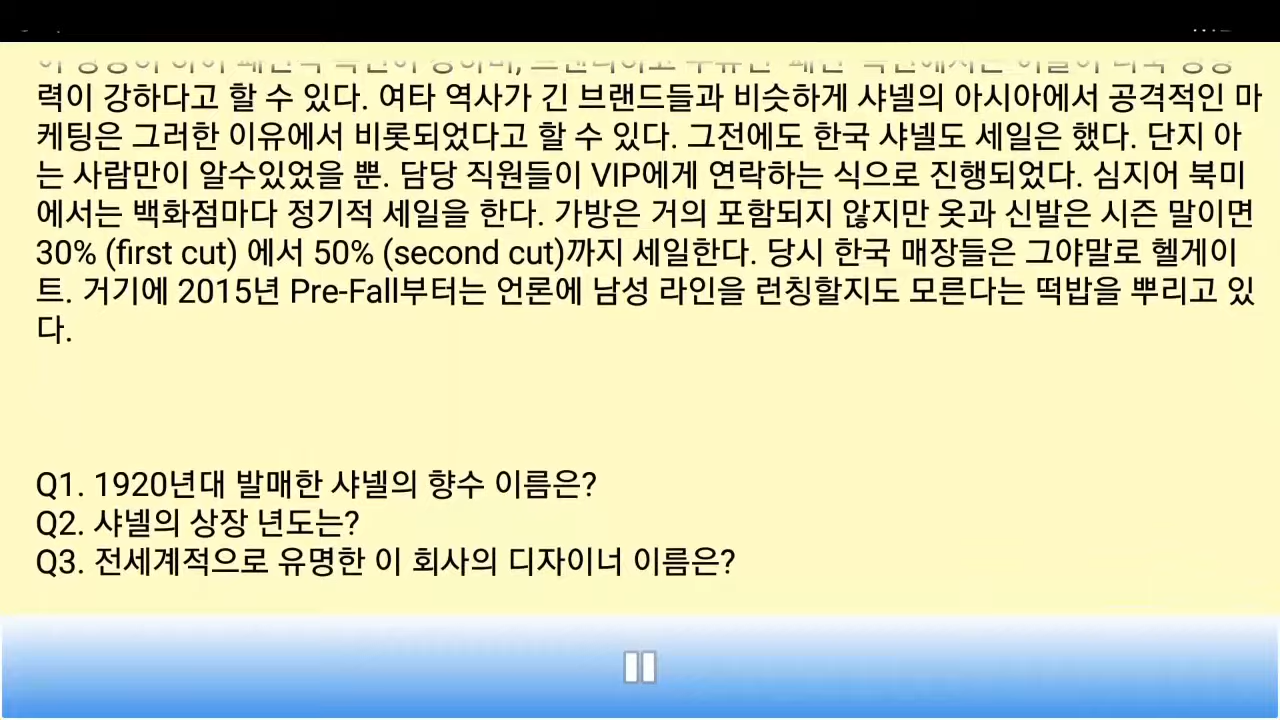 력이 강하다고 할 수 있다. 여타 역사가 긴 브랜드들과 비슷하게 샤넬의 아시아에서 공격적인 마
케팅은 그러한 이유에서 비롯되었다고 할 수 있다. 그전에도 한국 샤넬도 세일은 했다. 단지 아
는 사람만이 알수있었을 뿐. 담당 직원들이 VIP에게 연락하는 식으로 진행되었다. 심지어 북미
에서는 백화점마다 정기적 세일을 한다. 가방은 거의 포함되지 않지만 옷과 신발은 시즌 말이면
30% (first cut) 에서 50% (second cut)까지 세일한다. 당시 한국 매장들은 그야말로 헬게이
트. 거기에 2015년 Pre-Fall부터는 언론에 남성 라인을 런칭할지도 모른다는 떡밥을 뿌리고 있
다.
Q1. 1920년대 발매한 샤넬의 향수 이름은?
Q2. 샤넬의 상장 년도는?
Q3. 전세계적으로 유명한 이 회사의 디자이너 이름은?